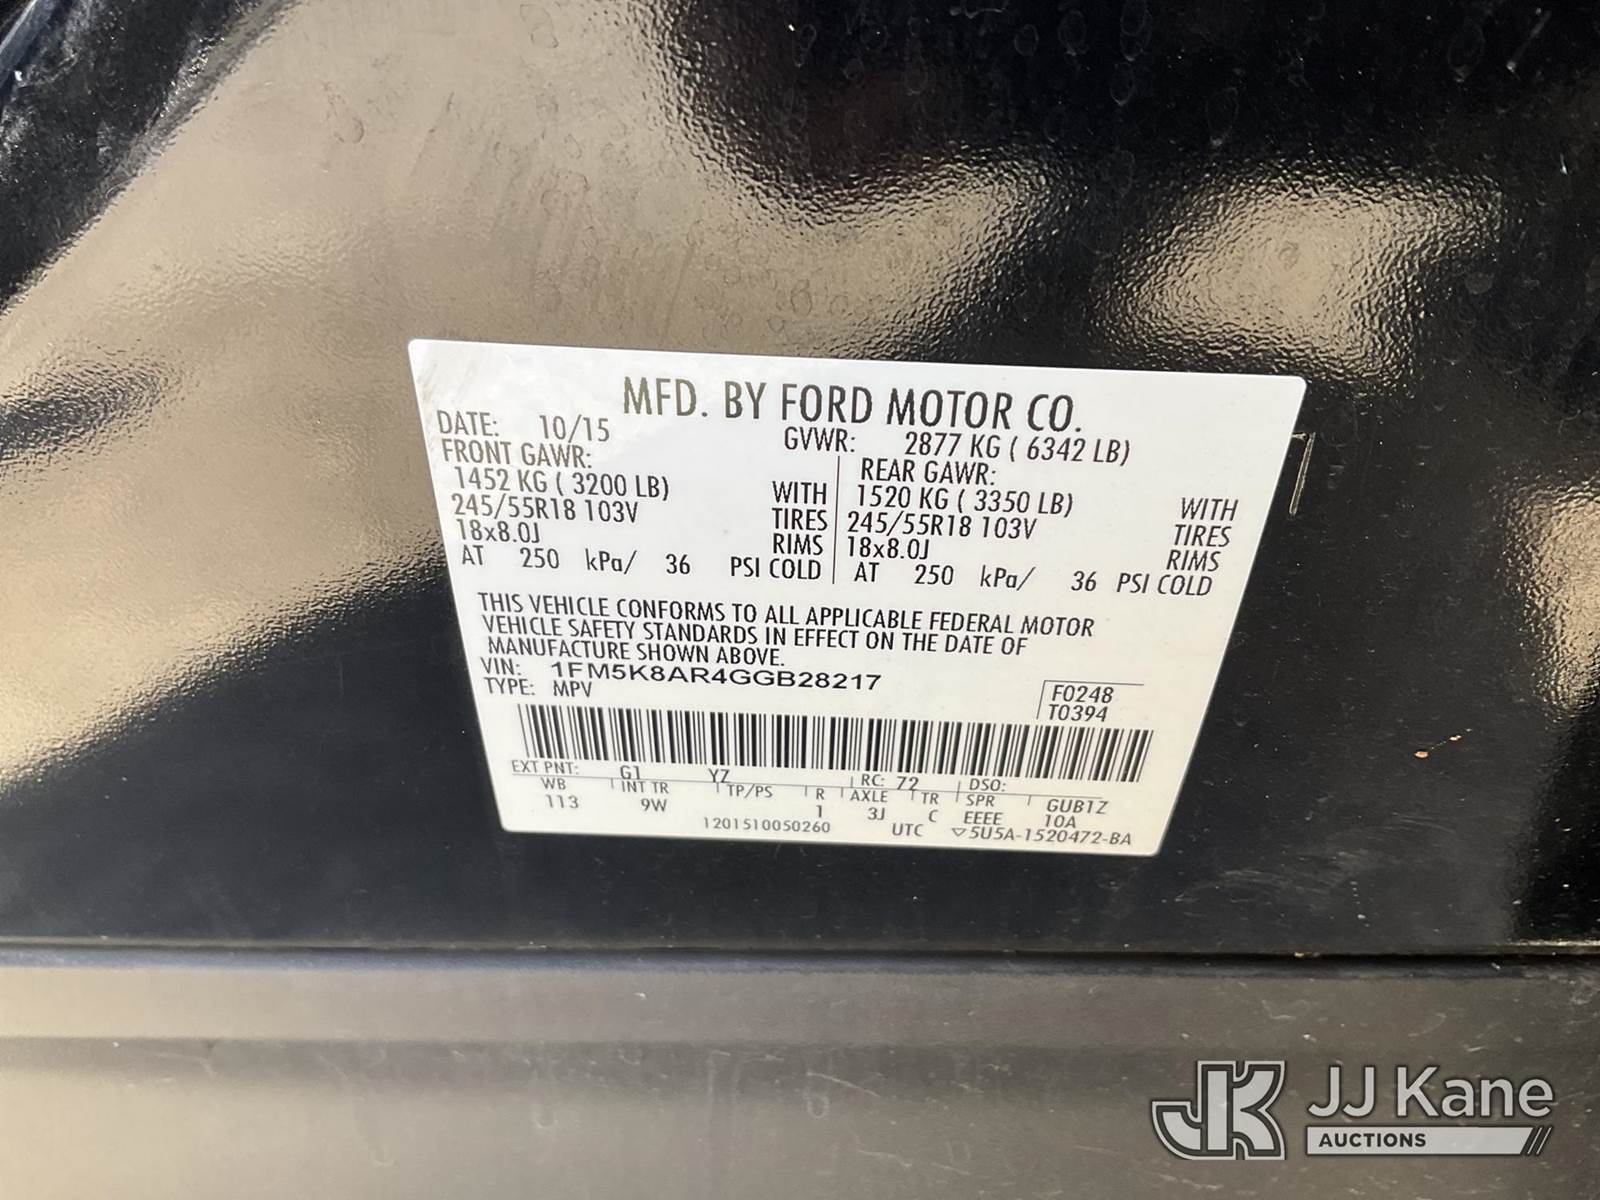 MFD. BY FORD MOTOR CO.
DATE: 10/15 GVWR: 2877 KG ( 6342 LB)
FRONT GAWR: REAR GAWR:
1452 KG ( 3200 LB) WITH 1520 KG ( 3350 LB) WITH
245/55R18 103V TIRES 245/55R18 103V TIRES
18x8.0J RIMS 18x8.0J RIMS
AT 250 kPa/ 36 PSI COLD AT 250 kPa/ 36 PSI COLD
THIS VEHICLE CONFORMS TO ALL APPLICABLE FEDERAL MOTOR
VEHICLE SAFETY STANDARDS IN EFFECT ON THE DATE OF
MANUFACTURE SHOWN ABOVE.
VIN: 1FM5K8AR4GGB28217
TYPE: MPV
F0248
T0394
EXT PNT: G1 YZ RC: 72 DSO:
WB INT TR TP/PS R AXLE TR SPR GUB1Z
113 9W 1 3J C EEEE 10A
1201510050260 UTC ▽5U5A-1520472-BA
JK JJ Kane
AUCTIONS